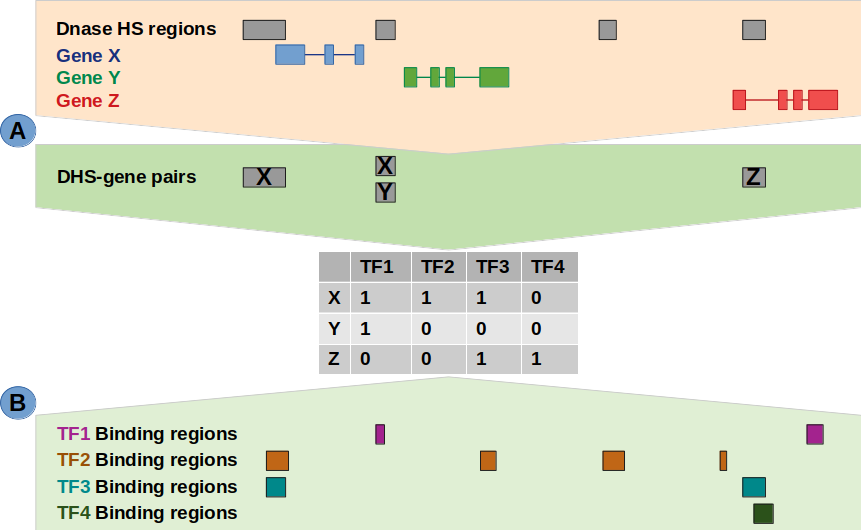 Dnase HS regions
Gene X
Gene Y
Gene Z
A
DHS-gene pairs X X Z
Y
TF1 TF2 TF3 TF4
X 1 1 1 0
Y 1 0 0 0
Z 0 0 1 1
B
TF1 Binding regions
TF2 Binding regions
TF3 Binding regions
TF4 Binding regions